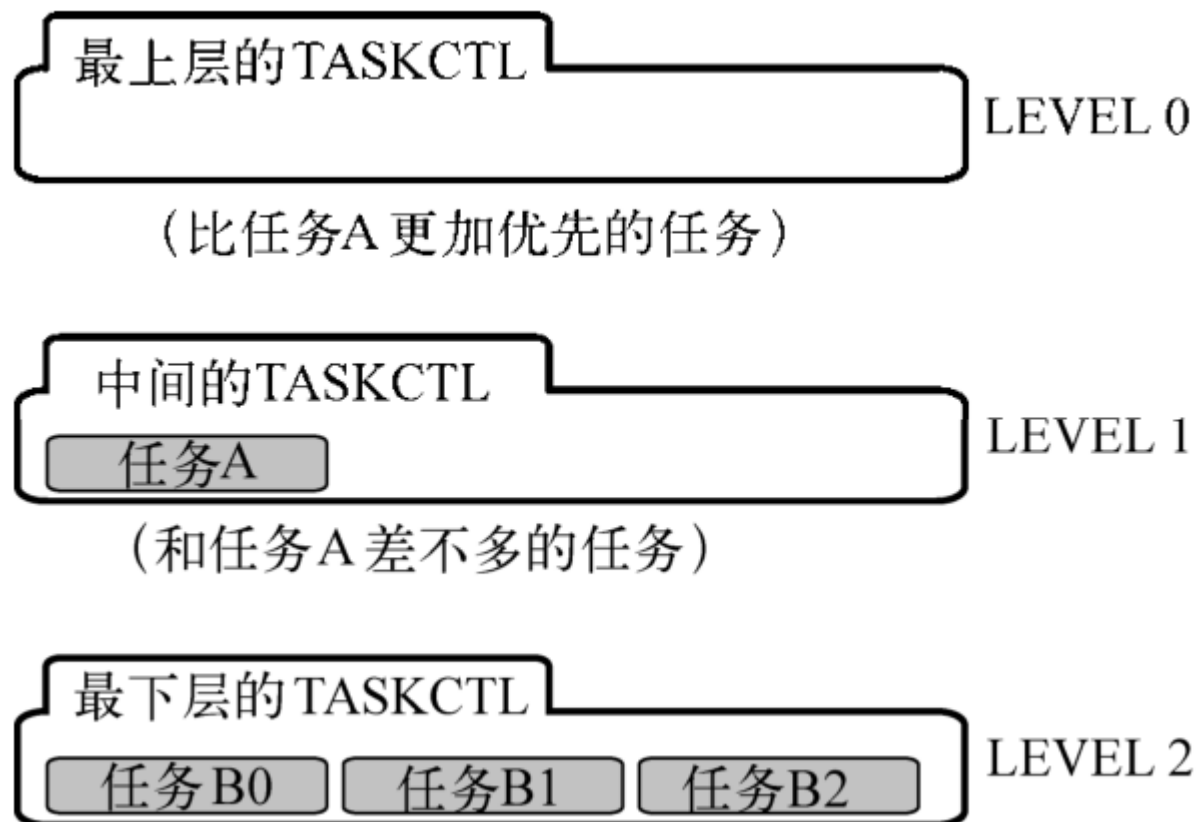 最上层的TASKCTL
LEVEL 0
（比任务A更加优先的任务）
中间的TASKCTL
LEVEL 1
任务A
（和任务A差不多的任务）
最下层的TASKCTL
LEVEL 2
任务B0 任务B1 任务B2